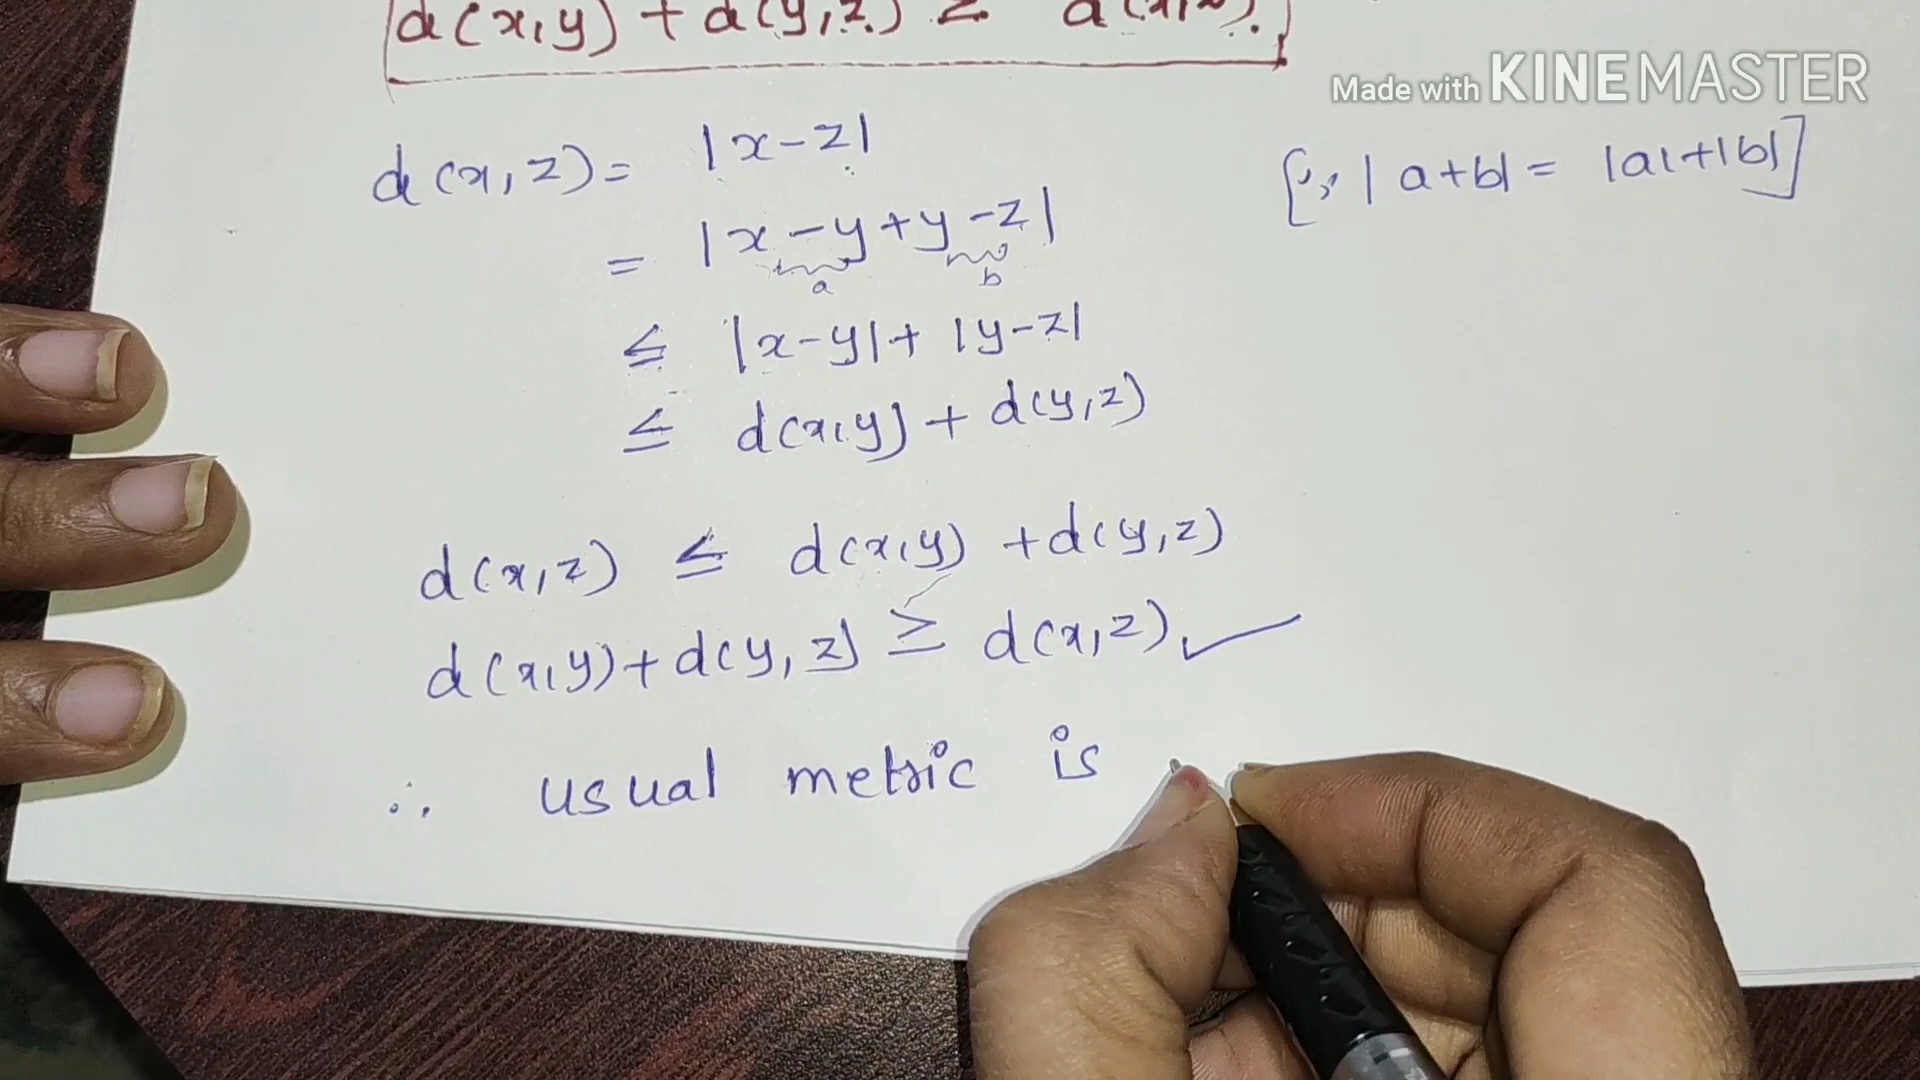 d(x,y) + d(y,z) ≥ d(x,z).
Made with KINEMASTER
d(x,z) = |x-z|
[∵ |a+b| = |a|+|b|]
= |x-y+y-z|
a b
≤ |x-y| + |y-z|
≤ d(x,y) + d(y,z)
d(x,z) ≤ d(x,y) + d(y,z)
d(x,y) + d(y,z) ≥ d(x,z) ✓
∴ usual metric is